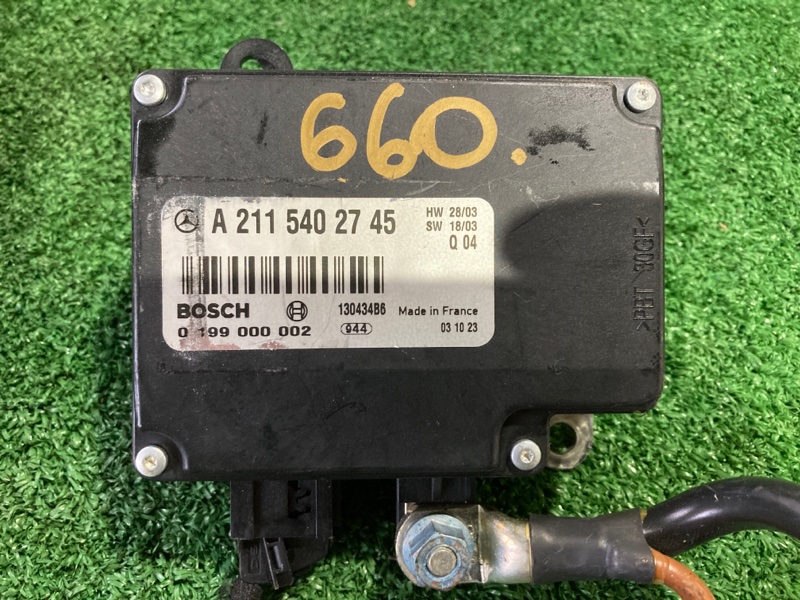 660.
A 211 540 27 45
HW 28/03
SW 18/03
Q 04
BOSCH
130434B6
Made in France
0 199 000 002
944
03 10 23
>PBT 30GF<